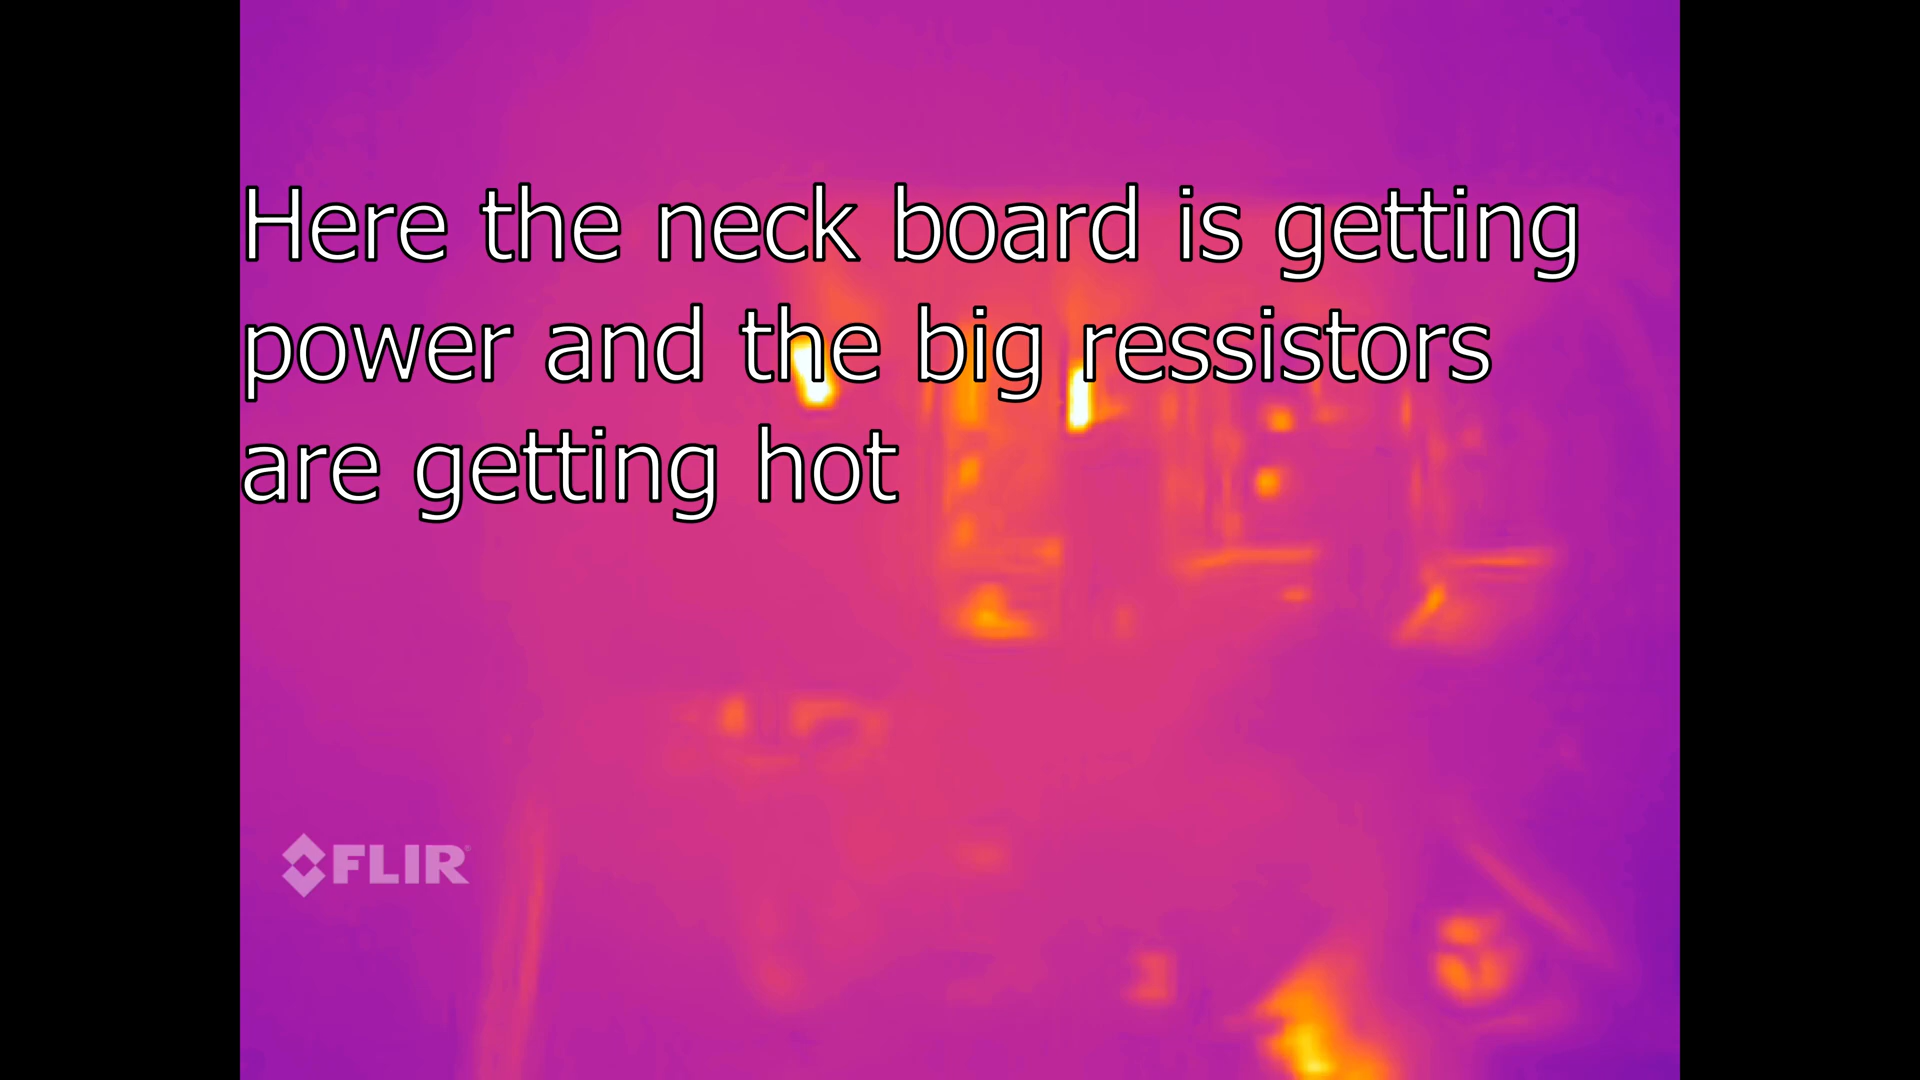 Here the neck board is getting
power and the big ressistors
are getting hot
FLIR